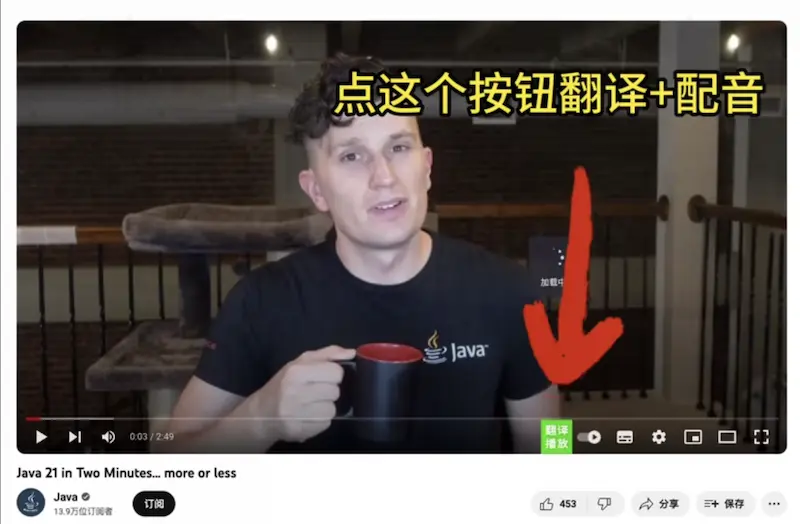 点这个按钮翻译+配音
加载中
Java™
0:03 / 2:49
翻译
播放
Java 21 in Two Minutes... more or less
Java
13.9万位订阅者
订阅
453
分享
保存